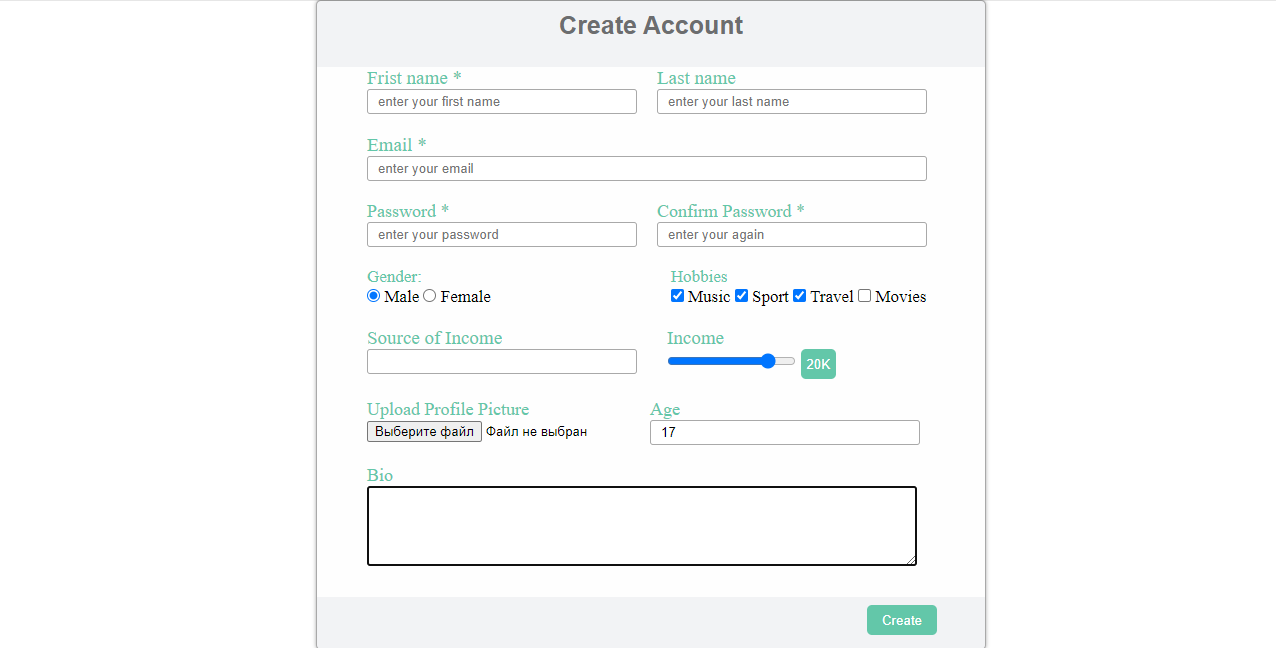 Create Account
Frist name * Last name
enter your first name enter your last name
Email *
enter your email
Password * Confirm Password *
enter your password enter your again
Gender: Hobbies
Male Female Music Sport Travel Movies
Source of Income Income
20K
Upload Profile Picture Age
Выберите файл Файл не выбран 17
Bio
Create